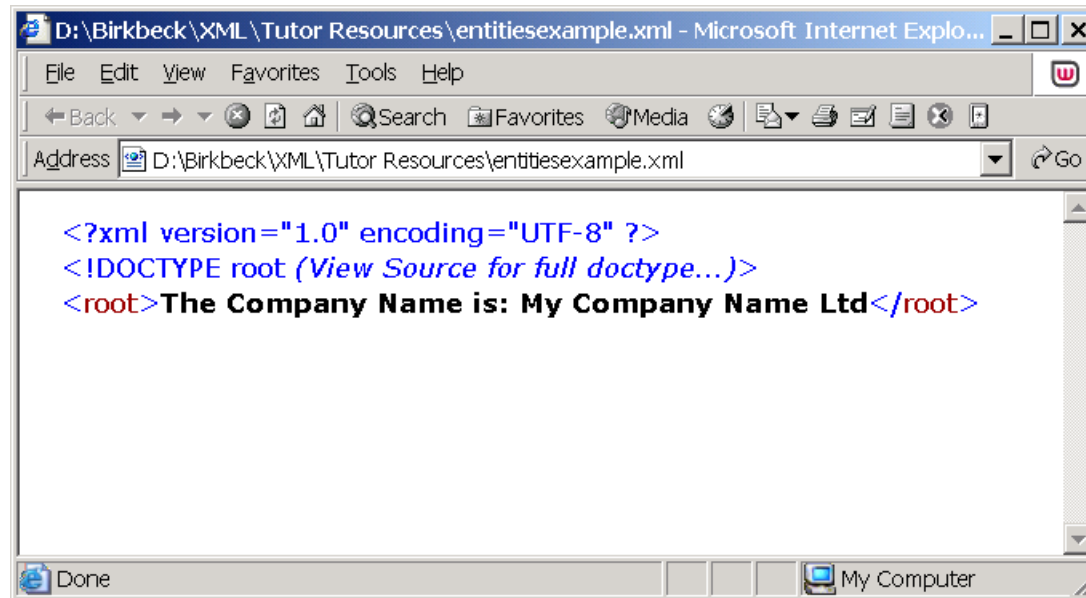 D:\Birkbeck\XML\Tutor Resources\entitiesexample.xml - Microsoft Internet Explo...
File Edit View Favorites Tools Help
Back Search Favorites Media
Address D:\Birkbeck\XML\Tutor Resources\entitiesexample.xml Go
<?xml version="1.0" encoding="UTF-8" ?>
<!DOCTYPE root (View Source for full doctype...)>
<root>The Company Name is: My Company Name Ltd</root>
Done My Computer